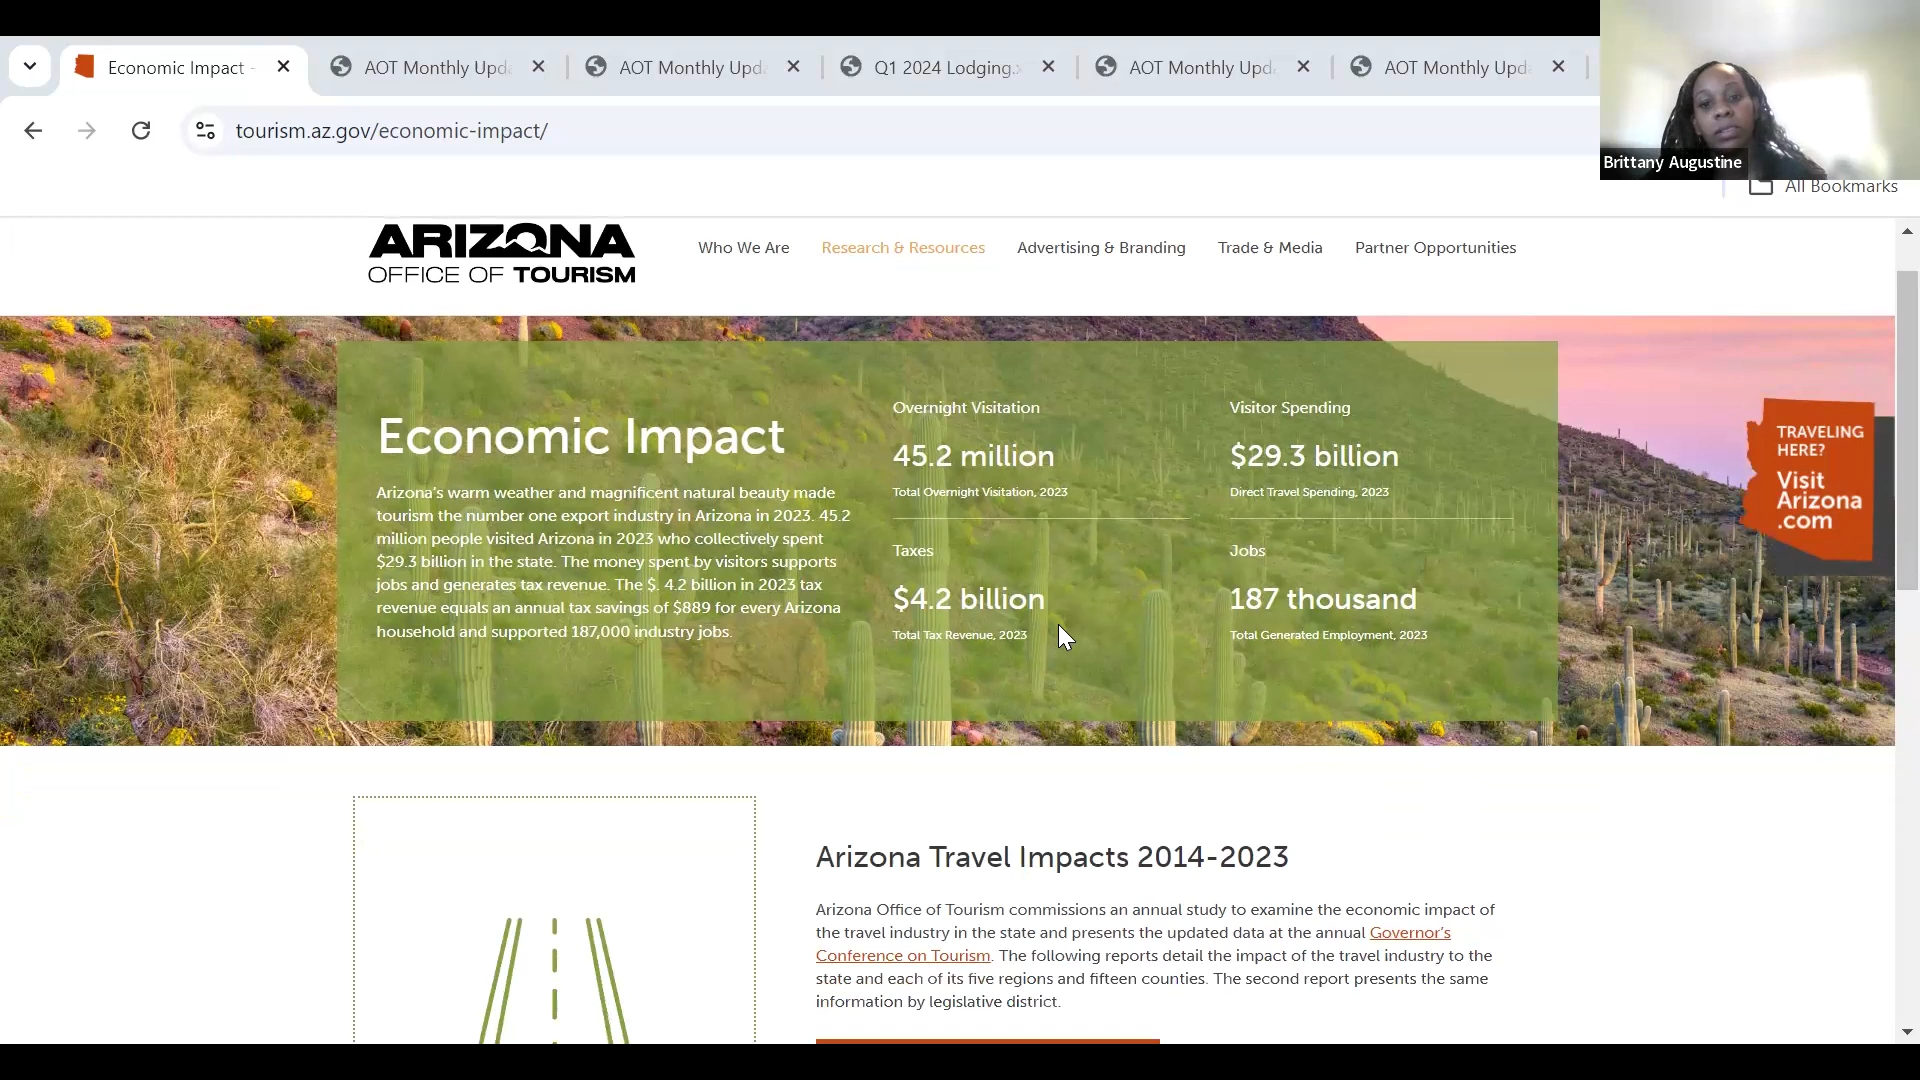 Economic Impact -
AOT Monthly Upd
AOT Monthly Upd
Q1 2024 Lodging.x
AOT Monthly Upd
AOT Monthly Upd
tourism.az.gov/economic-impact/
Brittany Augustine
All Bookmarks
ARIZONA
OFFICE OF TOURISM
Who We Are
Research & Resources
Advertising & Branding
Trade & Media
Partner Opportunities
Economic Impact
Arizona's warm weather and magnificent natural beauty made
tourism the number one export industry in Arizona in 2023. 45.2
million people visited Arizona in 2023 who collectively spent
$29.3 billion in the state. The money spent by visitors supports
jobs and generates tax revenue. The $. 4.2 billion in 2023 tax
revenue equals an annual tax savings of $889 for every Arizona
household and supported 187,000 industry jobs.
Overnight Visitation
45.2 million
Total Overnight Visitation, 2023
Visitor Spending
$29.3 billion
Direct Travel Spending, 2023
Taxes
$4.2 billion
Total Tax Revenue, 2023
Jobs
187 thousand
Total Generated Employment, 2023
TRAVELING
HERE?
Visit
Arizona
.com
Arizona Travel Impacts 2014-2023
Arizona Office of Tourism commissions an annual study to examine the economic impact of
the travel industry in the state and presents the updated data at the annual Governor's
Conference on Tourism. The following reports detail the impact of the travel industry to the
state and each of its five regions and fifteen counties. The second report presents the same
information by legislative district.